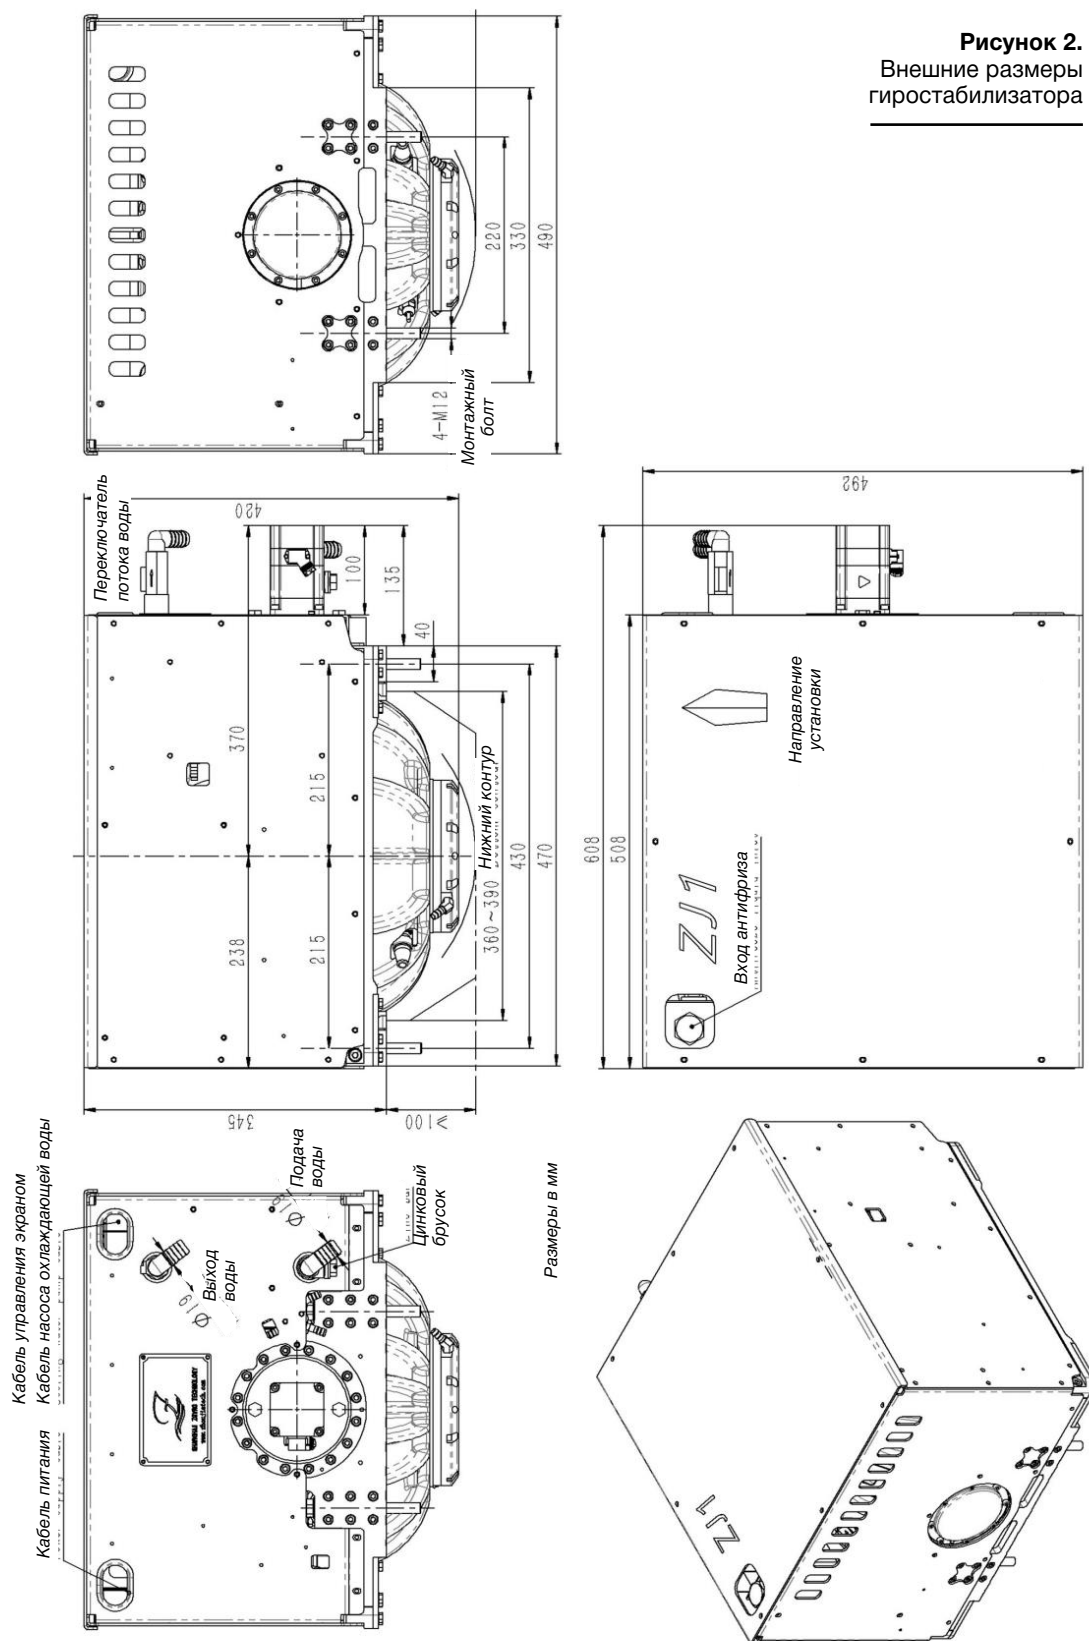 Рисунок 2.
Внешние размеры
гиростабилизатора
220
330
490
4-M12
Монтажный
болт
Переключатель
потока воды
420
100
135
40
370
215
238
215
Нижний контур
360~390
430
470
345
≥100
492
608
508
Направление
установки
ZJ1
Вход антифриза
Кабель управления экраном
Кабель насоса охлаждающей воды
Кабель питания
Выход
воды
Ø19
Подача
воды
Цинковый
брусок
Размеры в мм
ZJ1